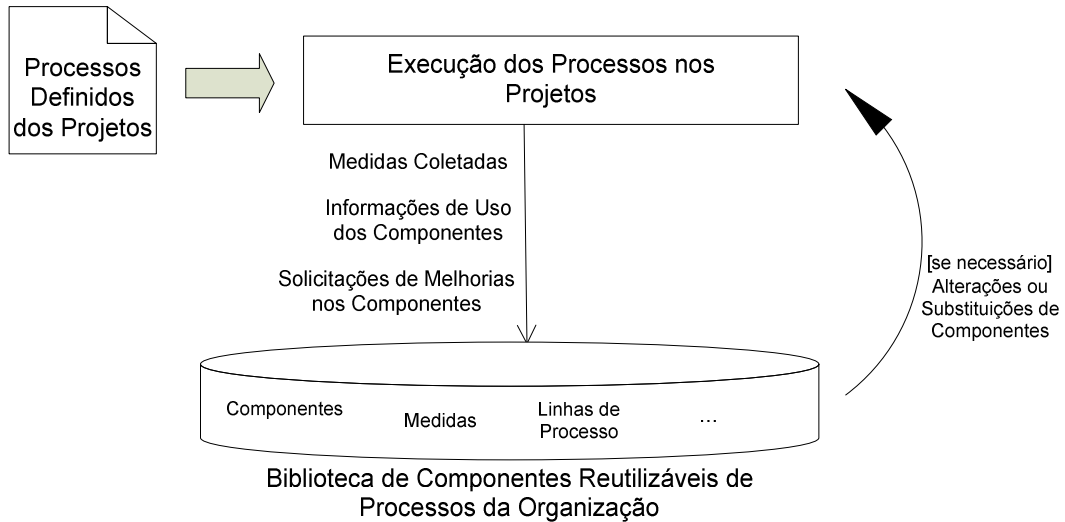 Processos
Definidos
dos Projetos
Execução dos Processos nos
Projetos
Medidas Coletadas
Informações de Uso
dos Componentes
Solicitações de Melhorias
nos Componentes
[se necessário]
Alterações ou
Substituições de
Componentes
Componentes
Medidas
Linhas de
Processo
...
Biblioteca de Componentes Reutilizáveis de
Processos da Organização